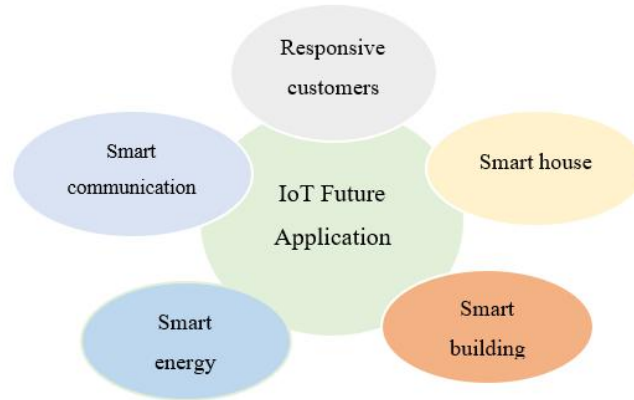 Responsive
customers
Smart
communication
Smart house
IoT Future
Application
Smart
energy
Smart
building